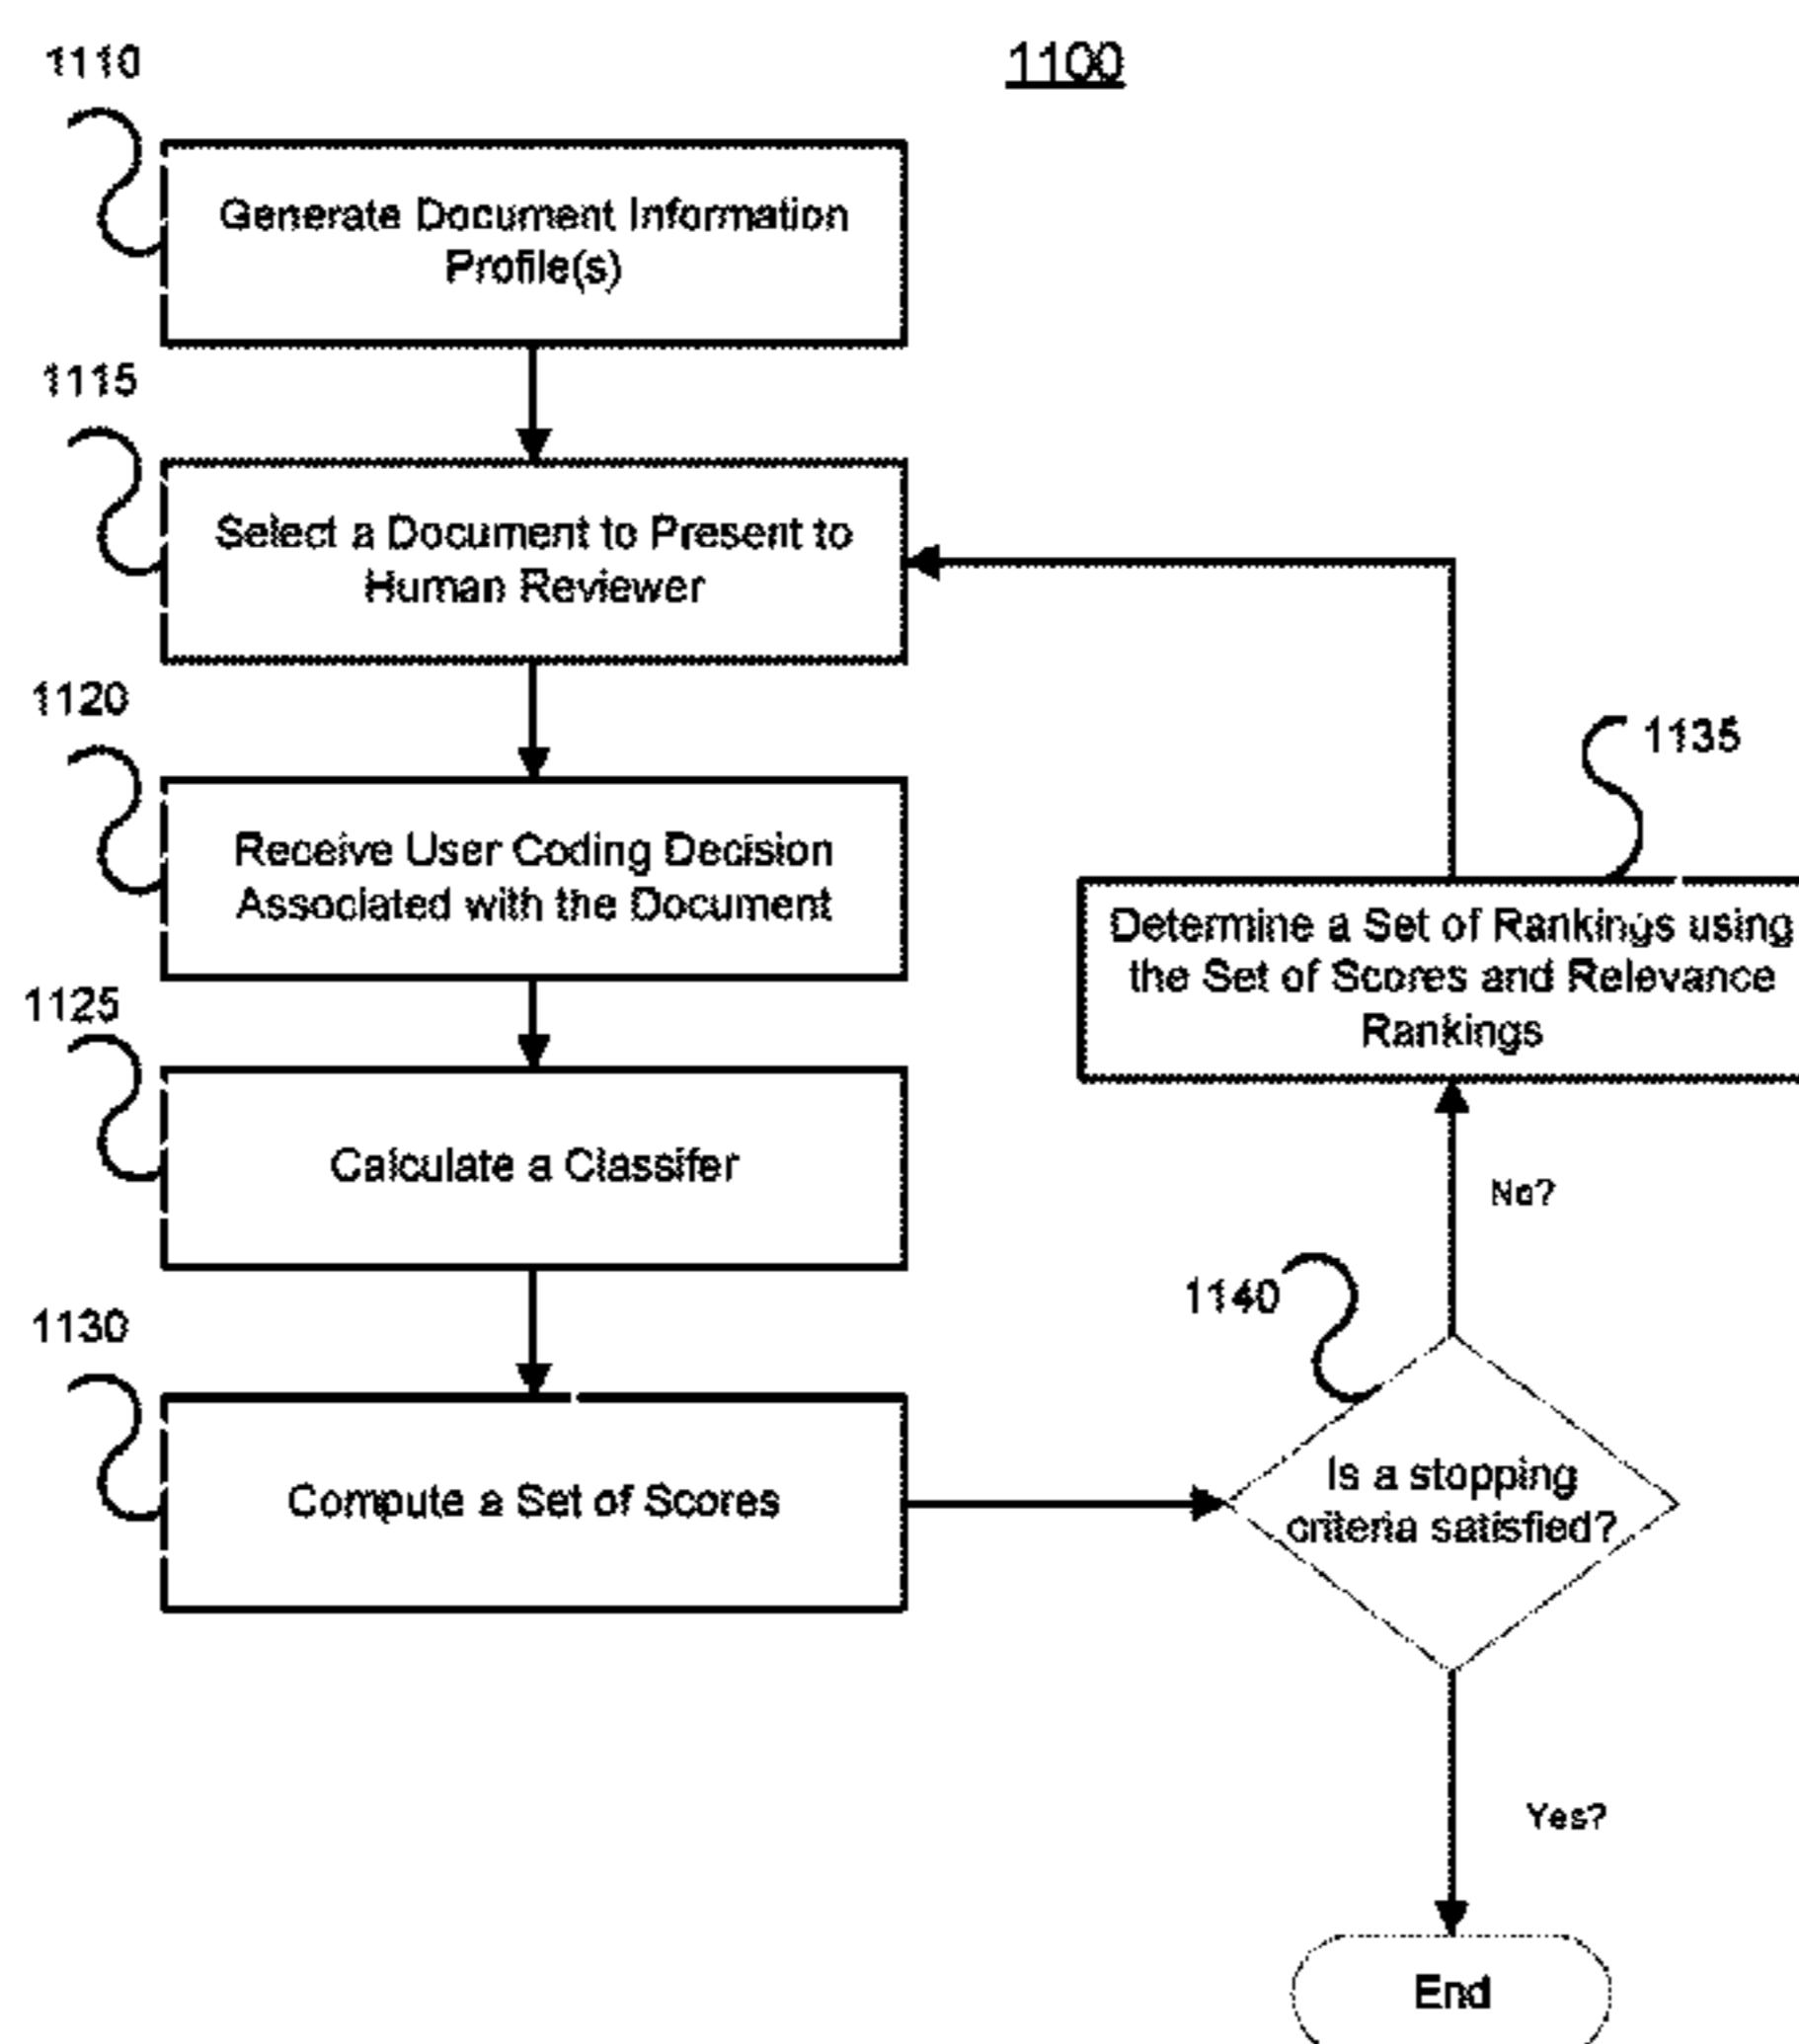 1100
1110
Generate Document Information
Profile(s)
1115
Select a Document to Present to
Human Reviewer
1120
Receive User Coding Decision
Associated with the Document
1125
Calculate a Classifer
1130
Compute a Set of Scores
1135
Determine a Set of Rankings using
the Set of Scores and Relevance
Rankings
No?
1140
Is a stopping
criteria satisfied?
Yes?
End